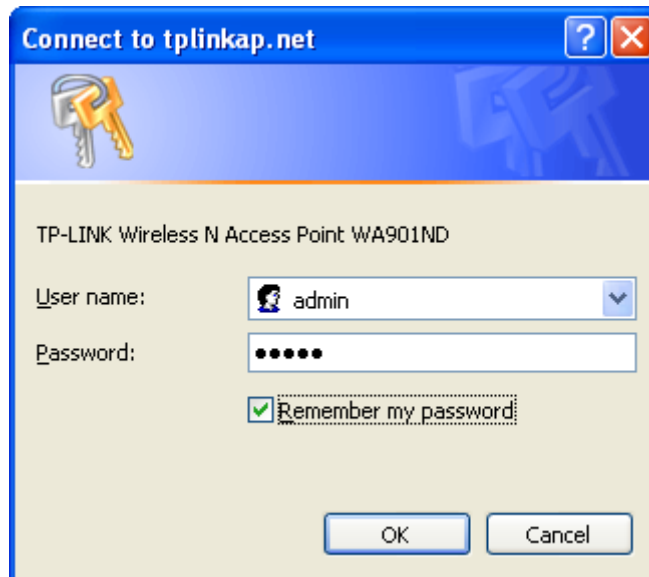 Connect to tplinkap.net
TP-LINK Wireless N Access Point WA901ND
User name: admin
Password: •••••
Remember my password
OK Cancel